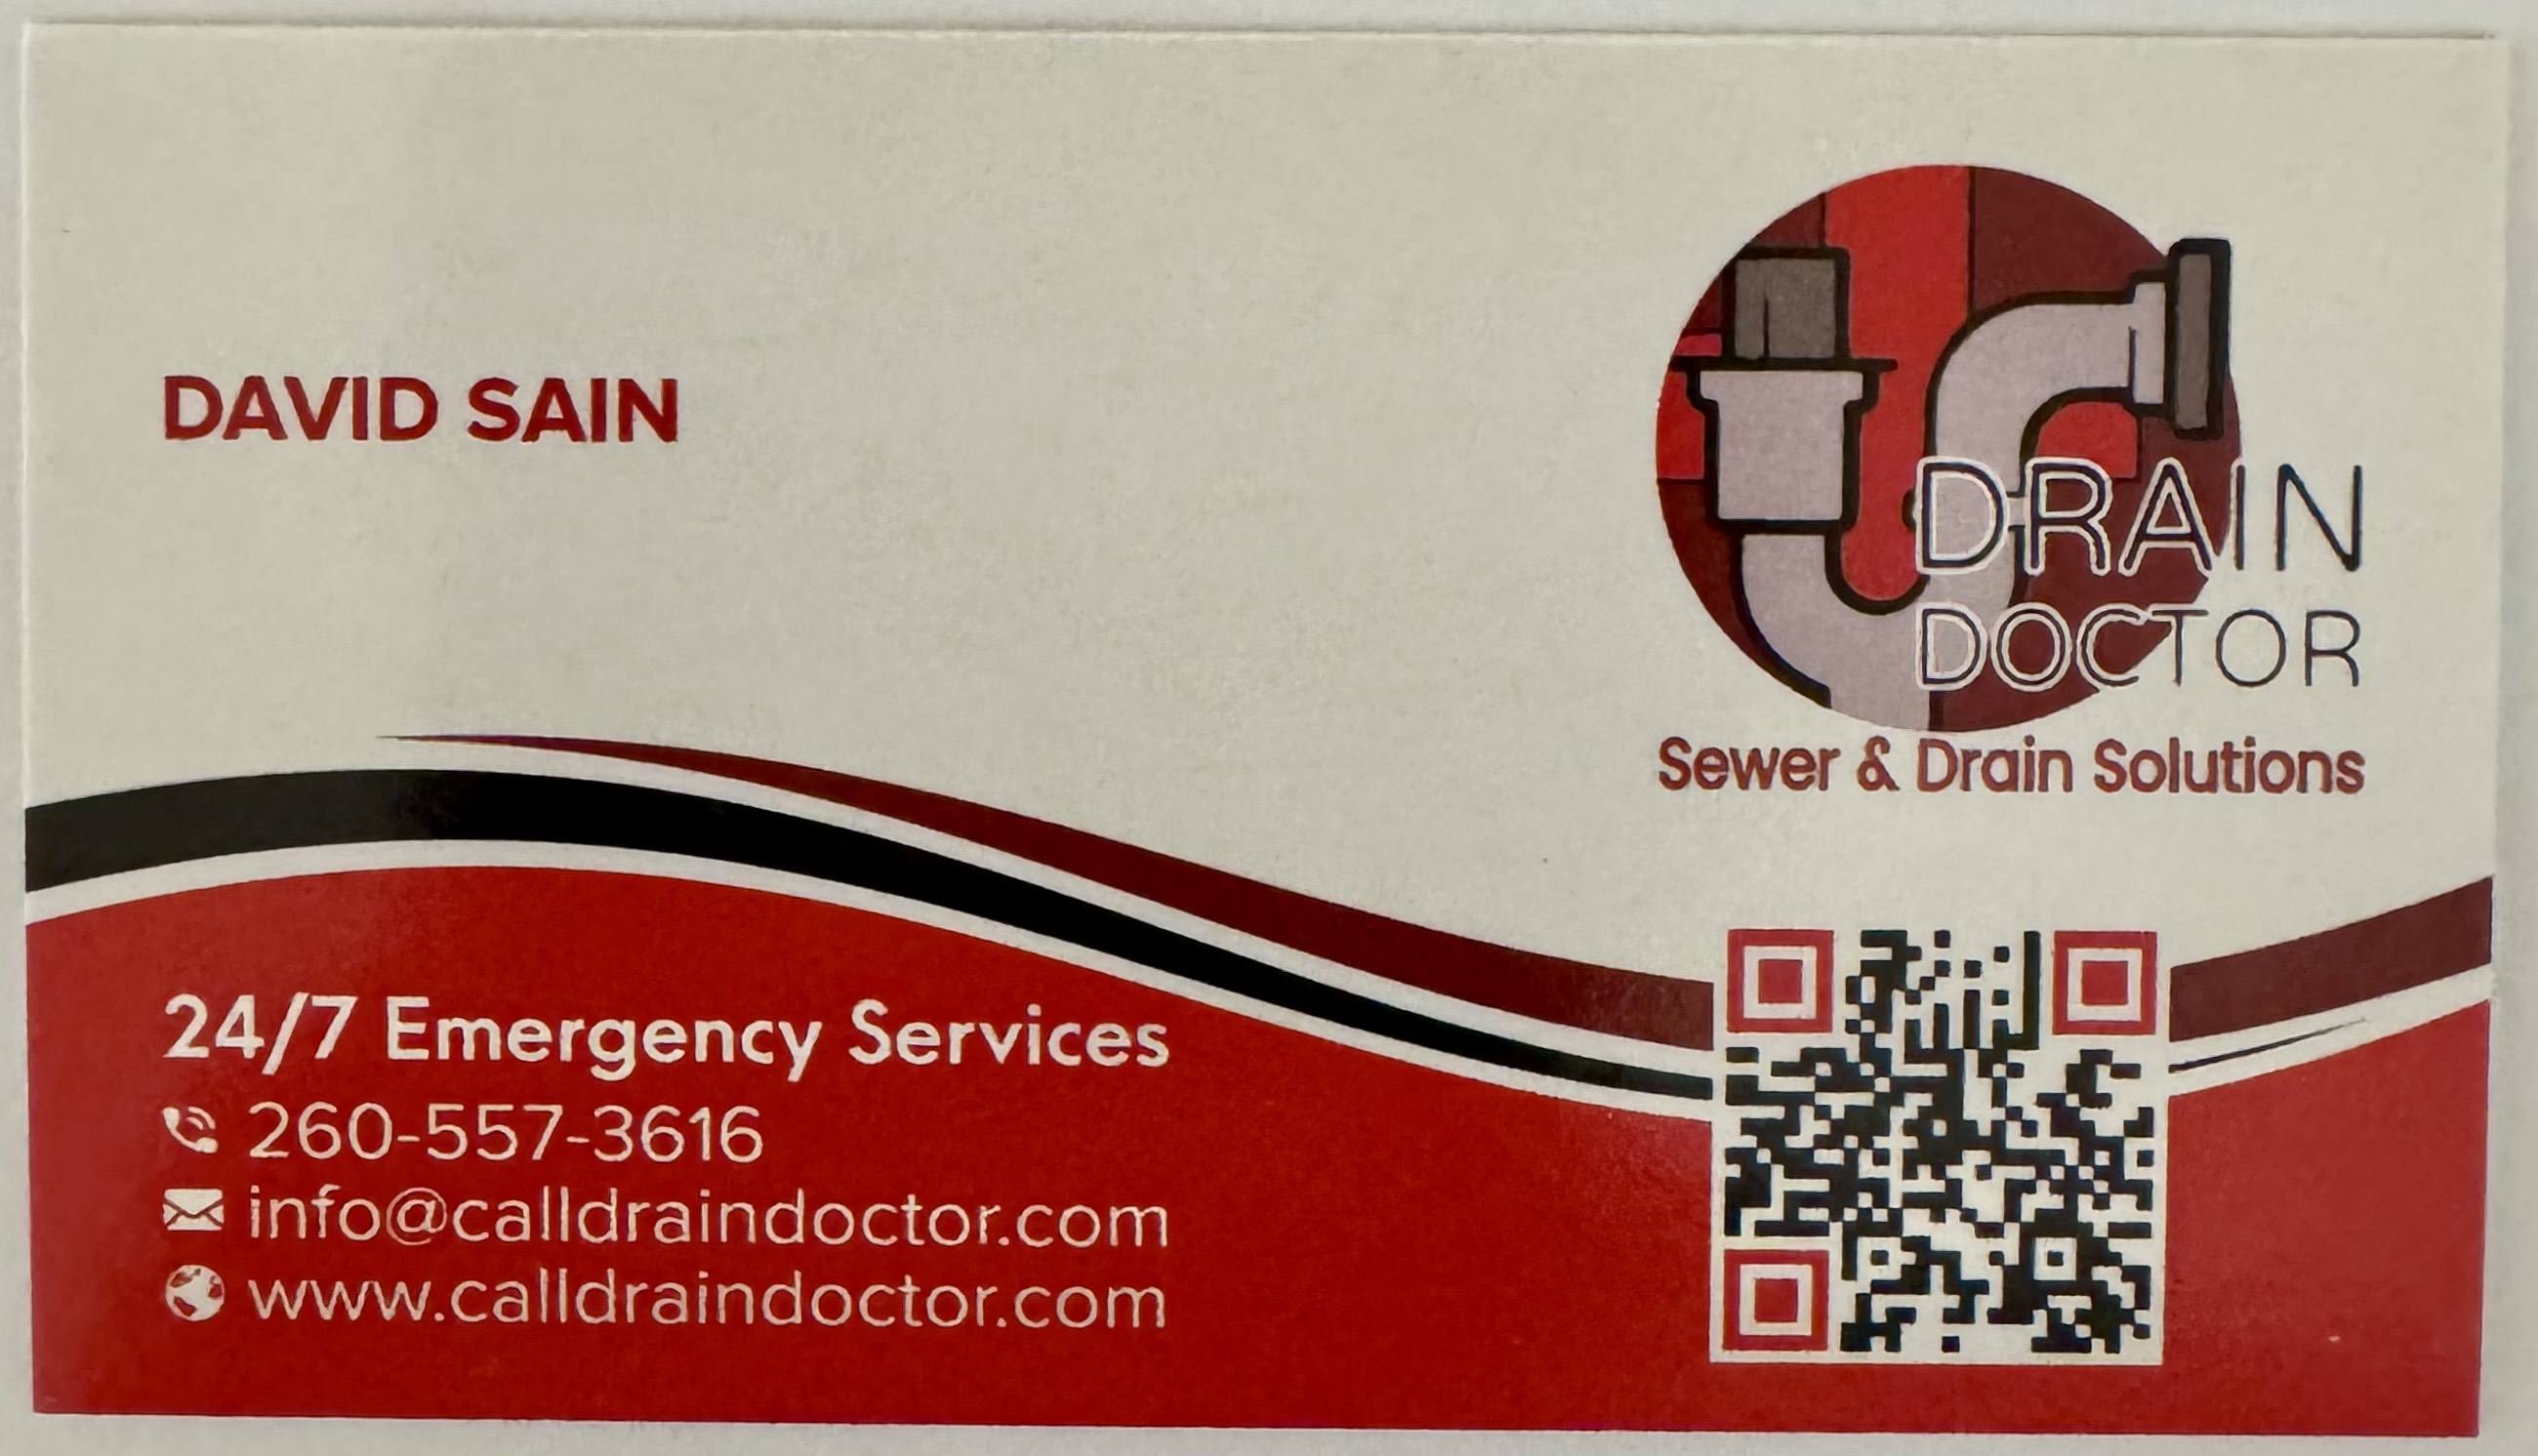 DAVID SAIN
DRAIN
DOCTOR
Sewer & Drain Solutions
24/7 Emergency Services
260-557-3616
info@calldraindoctor.com
www.calldraindoctor.com